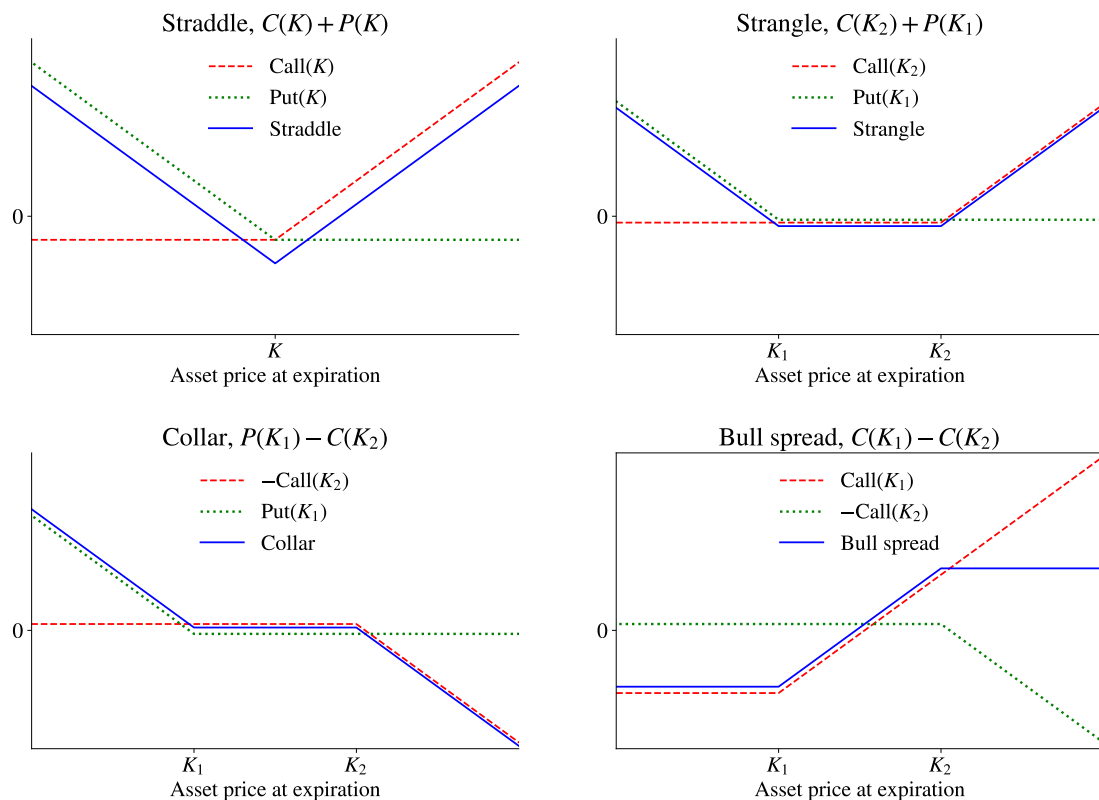 Straddle, C(K) + P(K)
Call(K)
Put(K)
Straddle
0
K
Asset price at expiration
Strangle, C(K₂) + P(K₁)
Call(K₂)
Put(K₁)
Strangle
0
K₁ K₂
Asset price at expiration
Collar, P(K₁) − C(K₂)
−Call(K₂)
Put(K₁)
Collar
0
K₁ K₂
Asset price at expiration
Bull spread, C(K₁) − C(K₂)
Call(K₁)
−Call(K₂)
Bull spread
0
K₁ K₂
Asset price at expiration